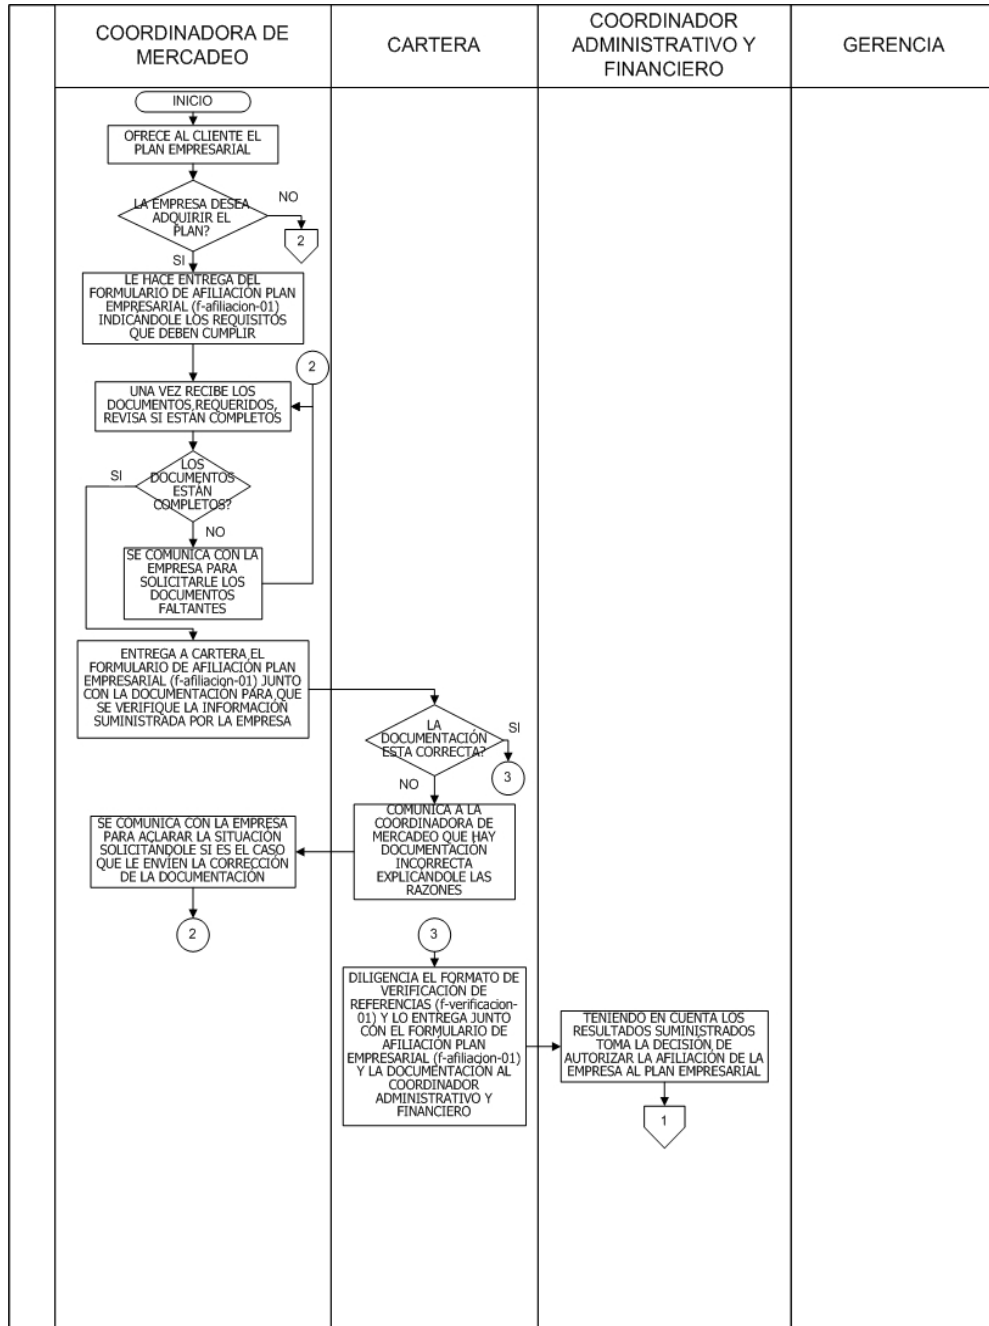 COORDINADORA DE
MERCADEO
CARTERA
COORDINADOR
ADMINISTRATIVO Y
FINANCIERO
GERENCIA
INICIO
OFRECE AL CLIENTE EL
PLAN EMPRESARIAL
LA EMPRESA DESEA
ADQUIRIR EL
PLAN?
NO
2
SI
LE HACE ENTREGA DEL
FORMULARIO DE AFILIACIÓN PLAN
EMPRESARIAL (f-afiliacion-01)
INDICÁNDOLE LOS REQUISITOS
QUE DEBEN CUMPLIR
2
UNA VEZ RECIBE LOS
DOCUMENTOS REQUERIDOS,
REVISA SI ESTÁN COMPLETOS
LOS
DOCUMENTOS
ESTÁN
COMPLETOS?
SI
NO
SE COMUNICA CON LA
EMPRESA PARA
SOLICITARLE LOS
DOCUMENTOS
FALTANTES
ENTREGA A CARTERA EL
FORMULARIO DE AFILIACIÓN PLAN
EMPRESARIAL (f-afiliacion-01) JUNTO
CON LA DOCUMENTACIÓN PARA QUE
SE VERIFIQUE LA INFORMACIÓN
SUMINISTRADA POR LA EMPRESA
LA
DOCUMENTACIÓN
ESTA CORRECTA?
SI
3
NO
COMUNICA A LA
COORDINADORA DE
MERCADEO QUE HAY
DOCUMENTACIÓN
INCORRECTA
EXPLICÁNDOLE LAS
RAZONES
SE COMUNICA CON LA EMPRESA
PARA ACLARAR LA SITUACIÓN
SOLICITÁNDOLE SI ES EL CASO
QUE LE ENVÍEN LA CORRECCIÓN
DE LA DOCUMENTACIÓN
2
3
DILIGENCIA EL FORMATO DE
VERIFICACIÓN DE
REFERENCIAS (f-verificacion-
01) Y LO ENTREGA JUNTO
CON EL FORMULARIO DE
AFILIACIÓN PLAN
EMPRESARIAL (f-afiliacion-01)
Y LA DOCUMENTACIÓN AL
COORDINADOR
ADMINISTRATIVO Y
FINANCIERO
TENIENDO EN CUENTA LOS
RESULTADOS SUMINISTRADOS
TOMA LA DECISIÓN DE
AUTORIZAR LA AFILIACIÓN DE LA
EMPRESA AL PLAN EMPRESARIAL
1